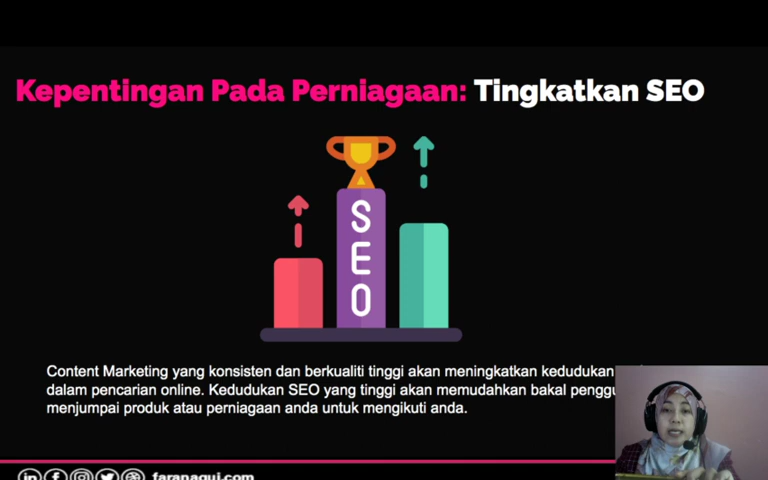 Kepentingan Pada Perniagaan: Tingkatkan SEO
SEO
Content Marketing yang konsisten dan berkualiti tinggi akan meningkatkan kedudukan
dalam pencarian online. Kedudukan SEO yang tinggi akan memudahkan bakal
menjumpai produk atau perniagaan anda untuk mengikuti anda.
faranaqui.com